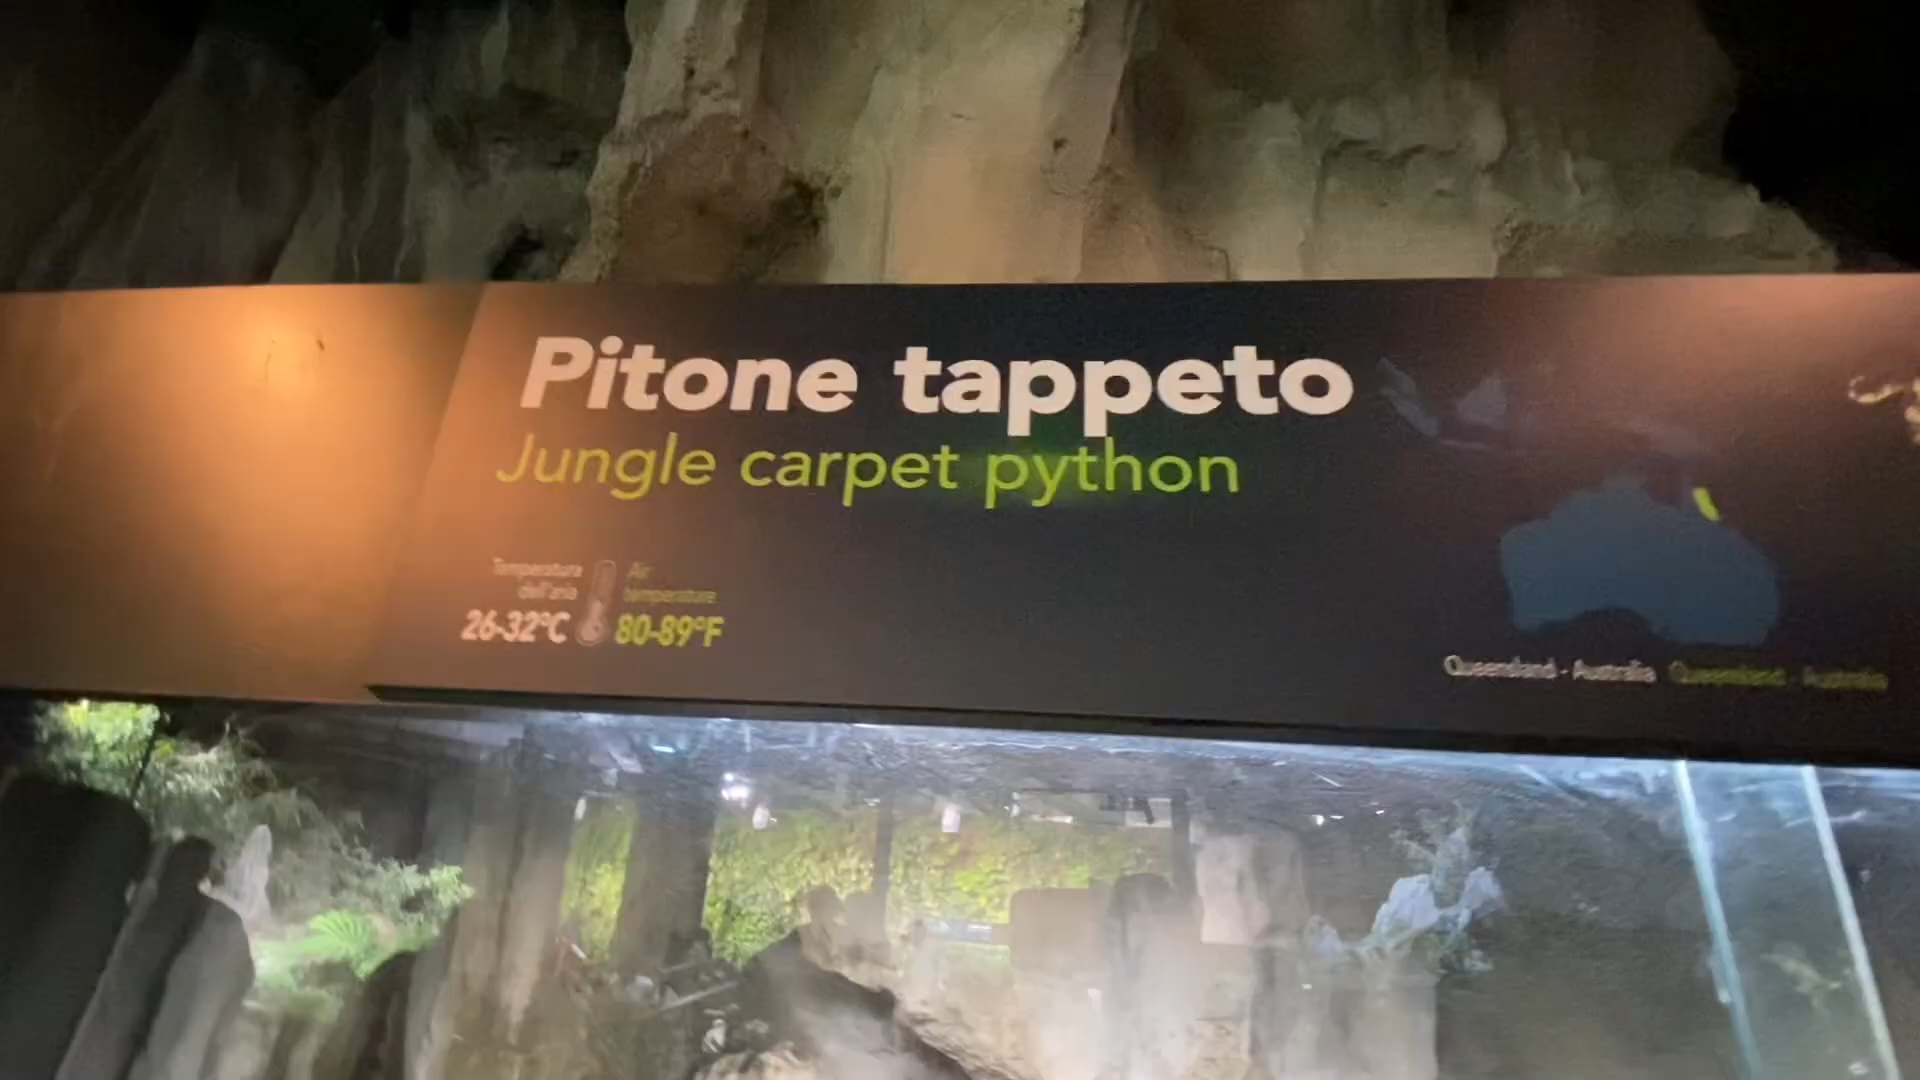 Pitone tappeto
Jungle carpet python
Temperatura
dell'aria
Air
temperature
26-32°C
80-89°F
Queensland - Australia
Queensland - Australia